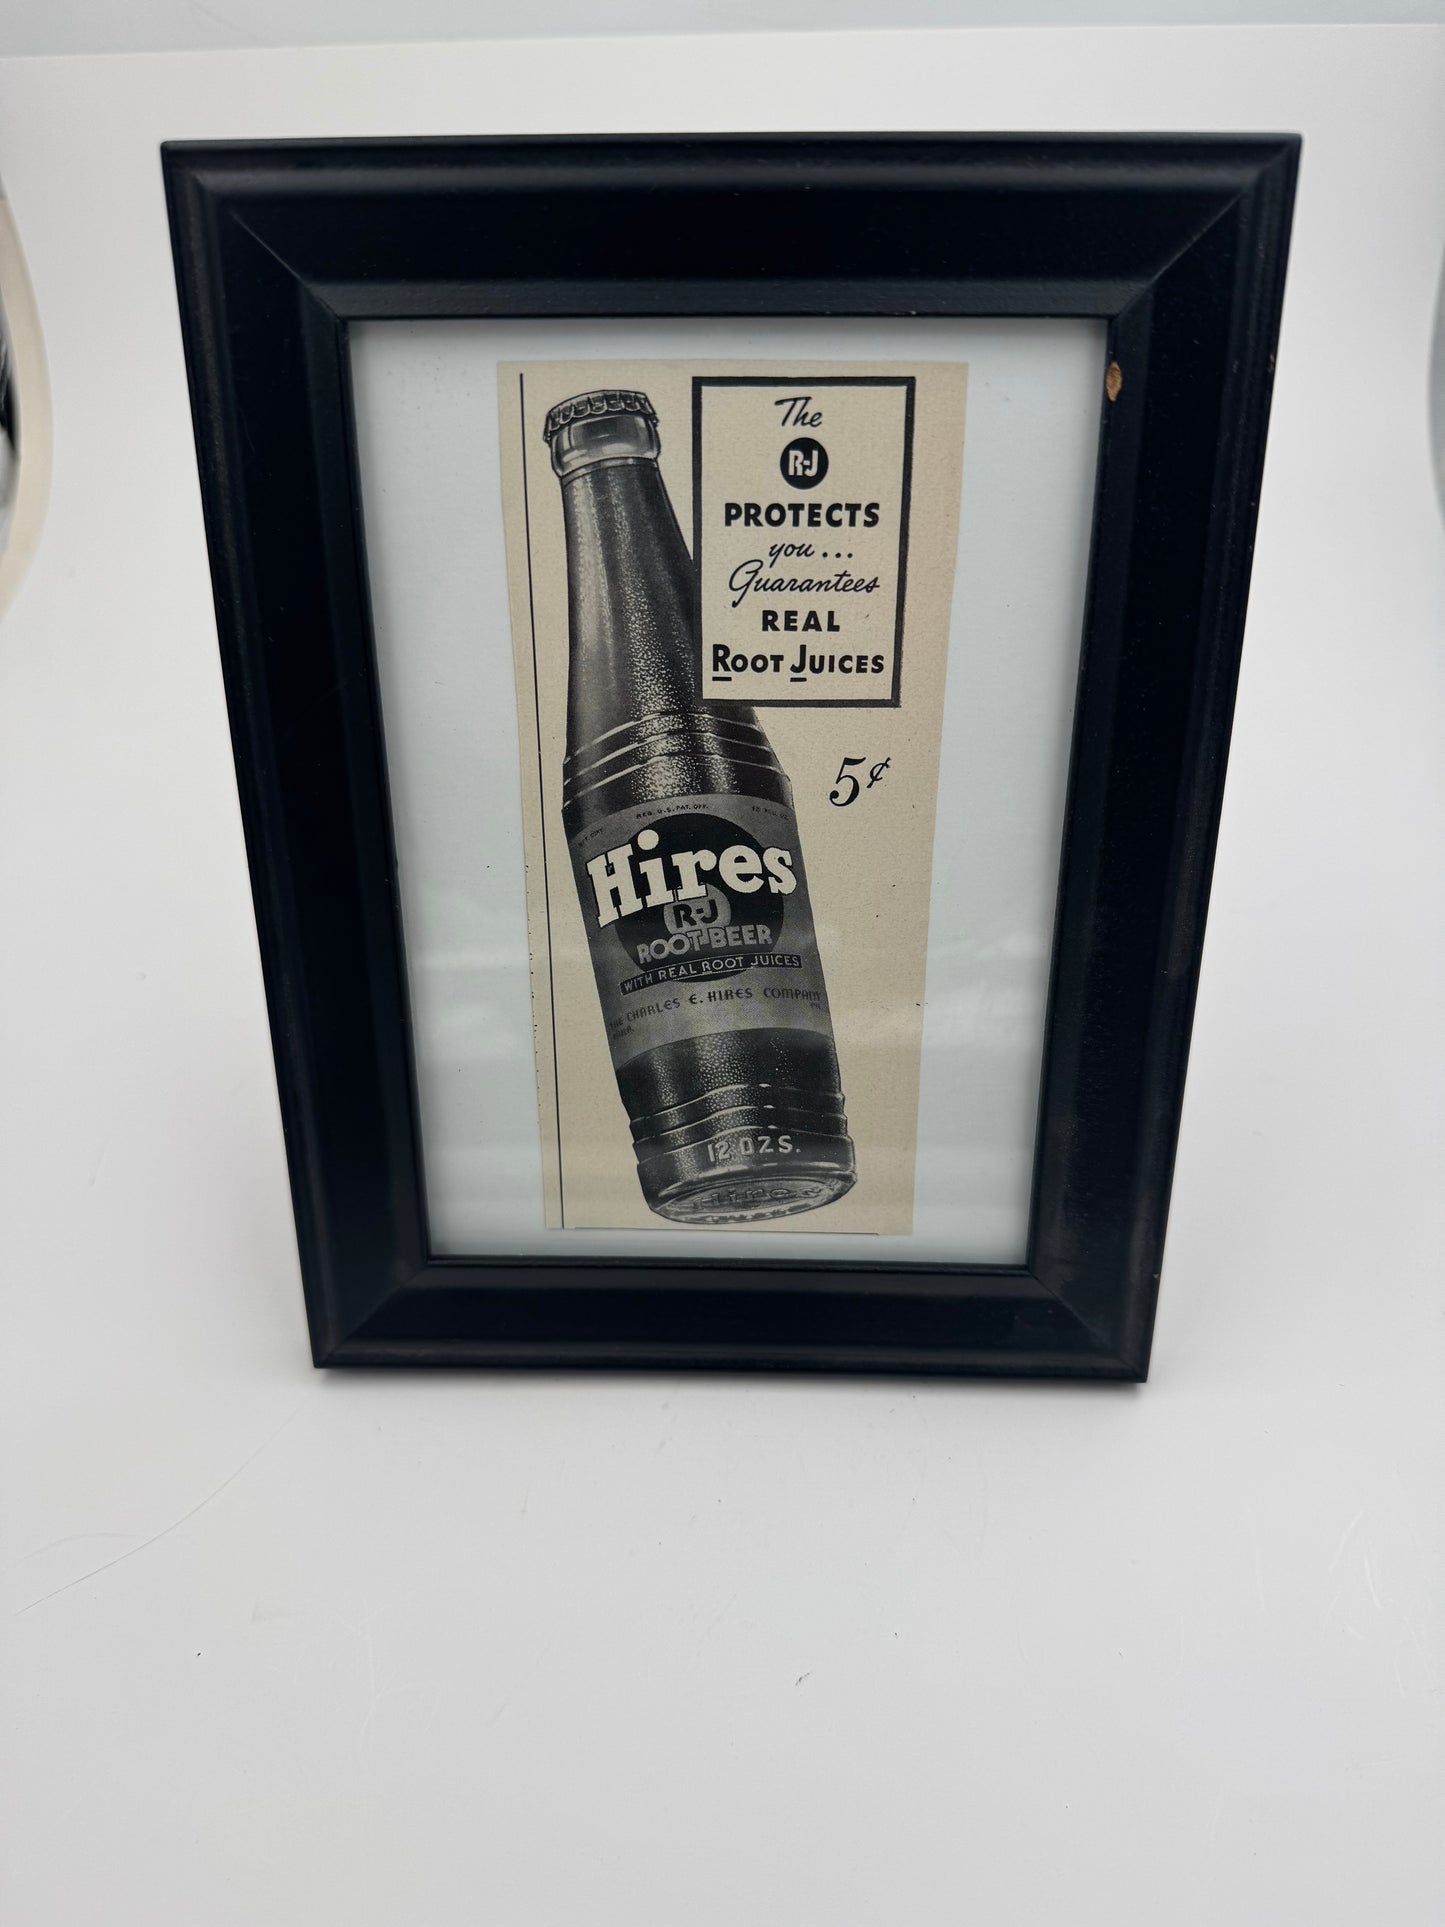 The
R-J
PROTECTS
you...
Guarantees
REAL
ROOT JUICES
5¢
REG. U.S. PAT. OFF.
Hires
R-J
ROOT BEER
WITH REAL ROOT JUICES
THE CHARLES E. HIRES COMPANY
12 OZS.
Hires